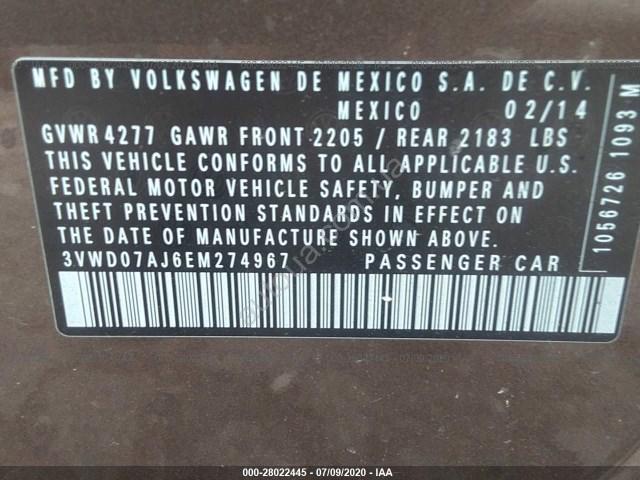 MFD BY VOLKSWAGEN DE MEXICO S.A. DE C.V.
MEXICO 02/14
GVWR 4277 GAWR FRONT 2205 / REAR 2183 LBS
THIS VEHICLE CONFORMS TO ALL APPLICABLE U.S.
FEDERAL MOTOR VEHICLE SAFETY, BUMPER AND
THEFT PREVENTION STANDARDS IN EFFECT ON
THE DATE OF MANUFACTURE SHOWN ABOVE.
3VWD07AJ6EM274967 PASSENGER CAR
1056726 1093 M
000-28022445 / 07/09/2020 - IAA